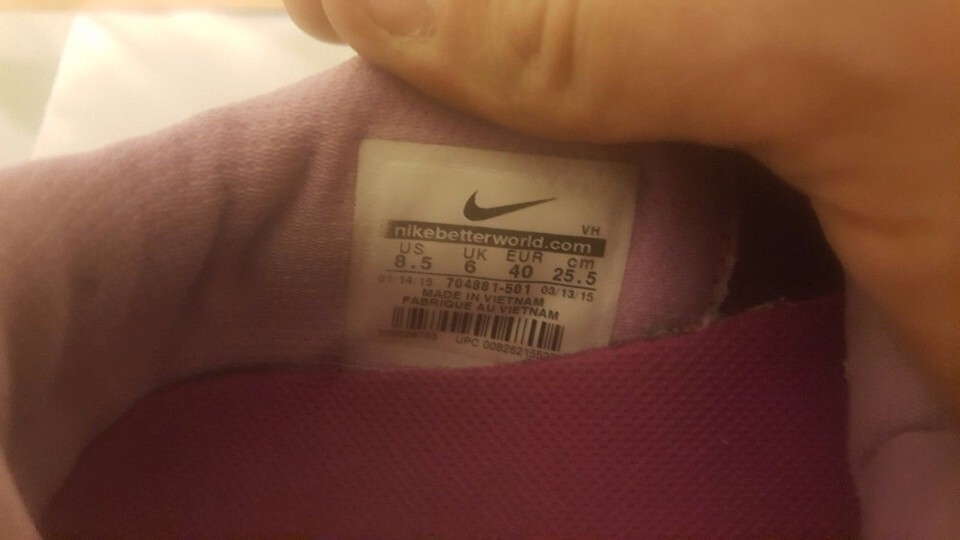 VH
nikebetterworld.com
US UK EUR cm
8.5 6 40 25.5
01/14/15 704881-501 03/13/15
MADE IN VIETNAM
FABRIQUE AU VIETNAM
UPC